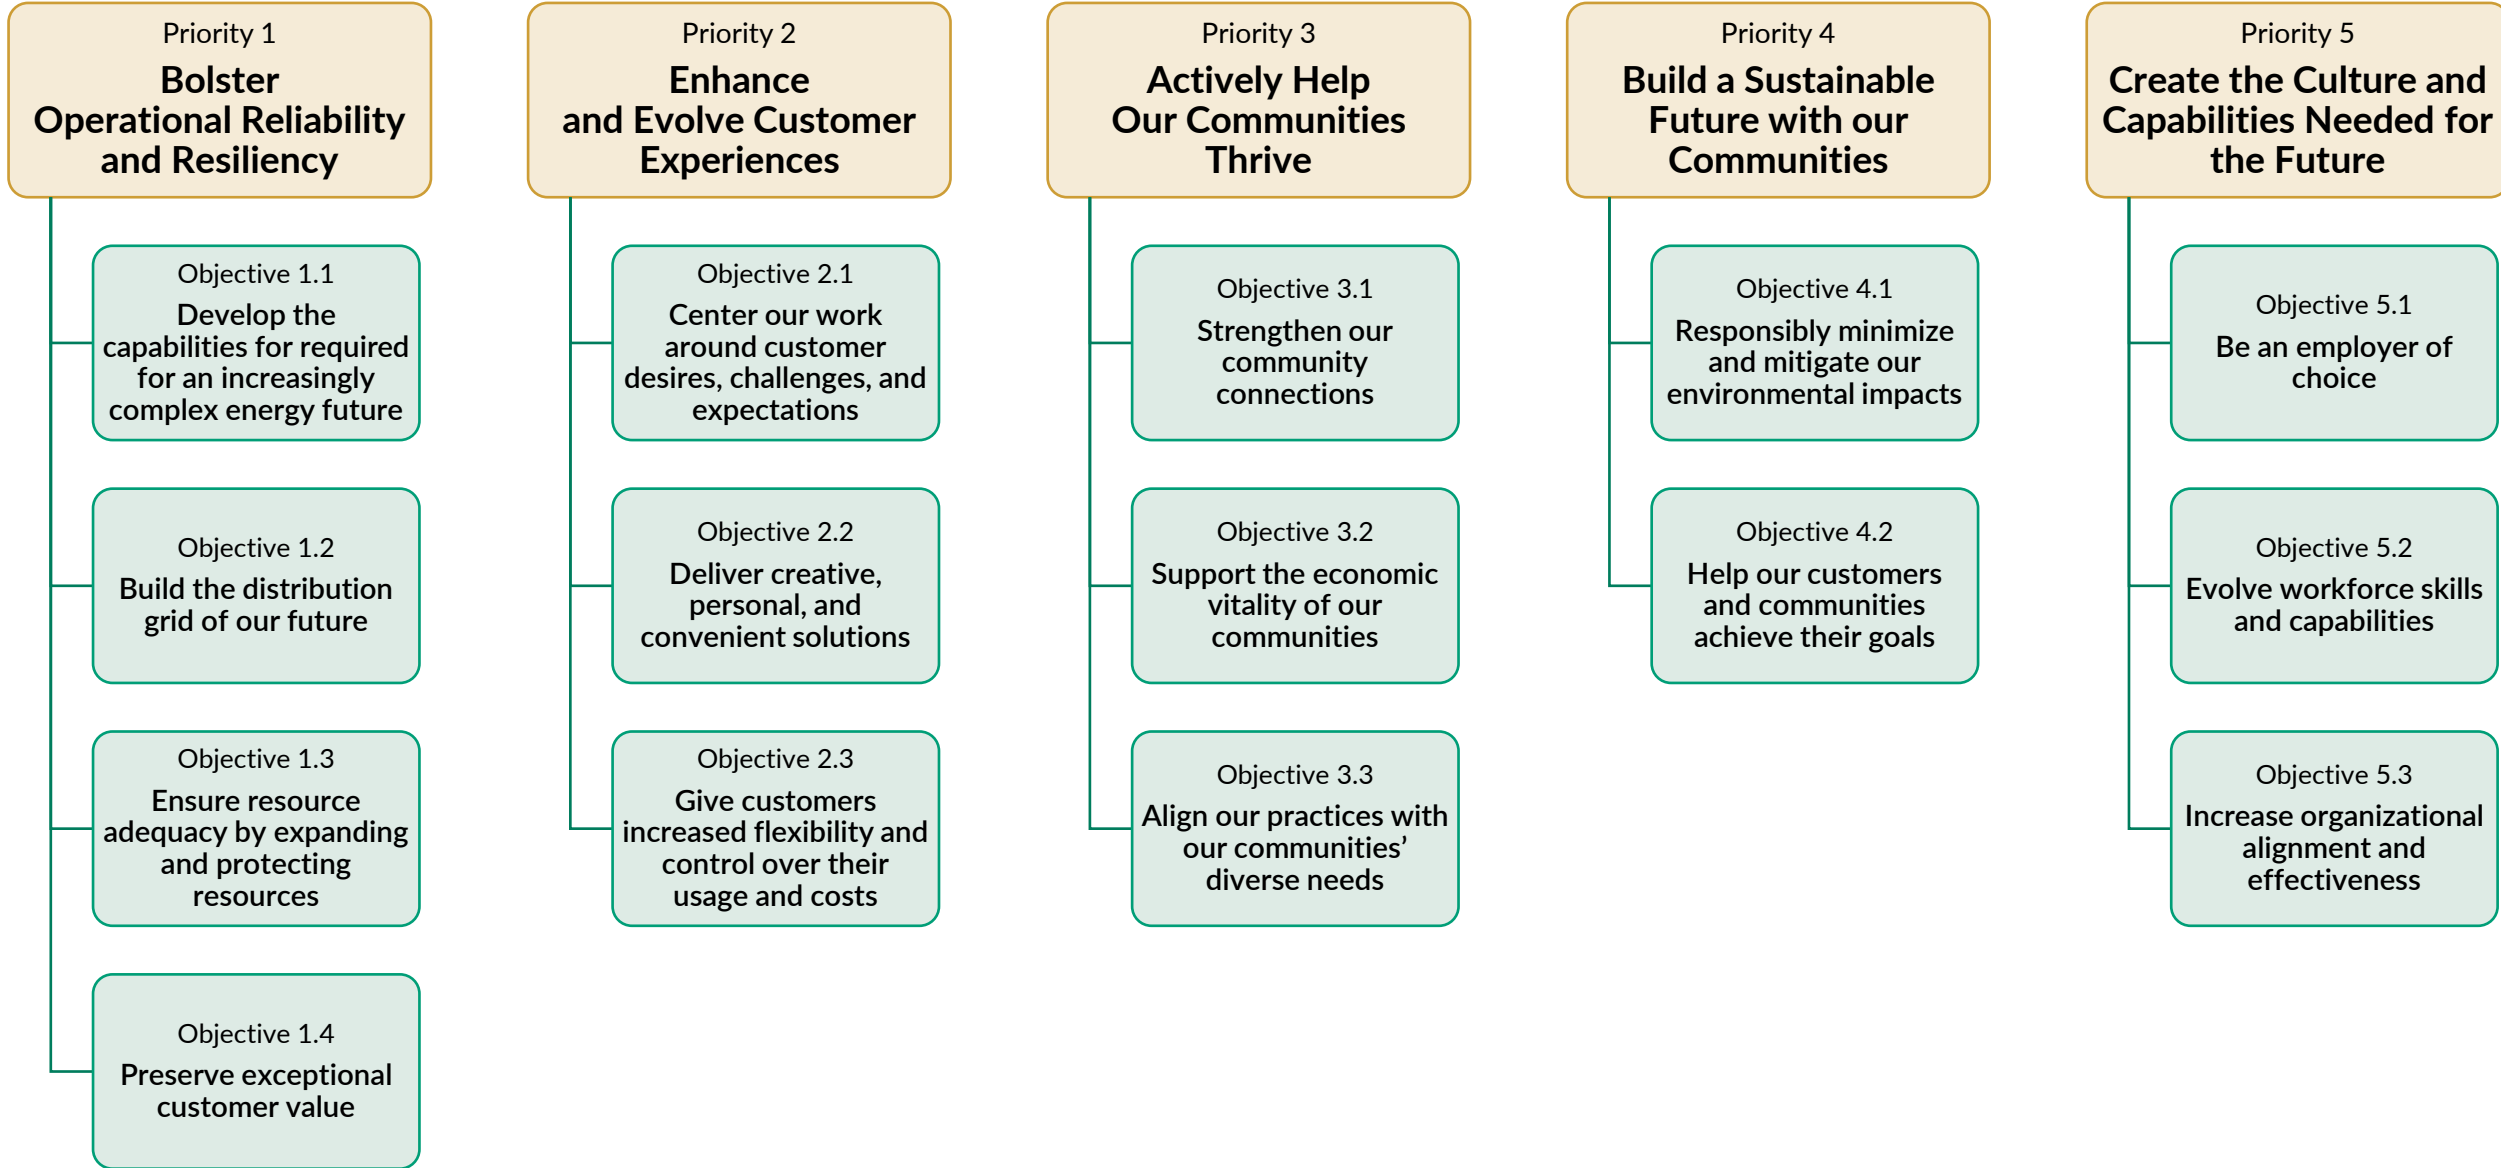 Priority 1
Bolster
Operational Reliability
and Resiliency
Objective 1.1
Develop the
capabilities for required
for an increasingly
complex energy future
Objective 1.2
Build the distribution
grid of our future
Objective 1.3
Ensure resource
adequacy by expanding
and protecting
resources
Objective 1.4
Preserve exceptional
customer value
Priority 2
Enhance
and Evolve Customer
Experiences
Objective 2.1
Center our work
around customer
desires, challenges, and
expectations
Objective 2.2
Deliver creative,
personal, and
convenient solutions
Objective 2.3
Give customers
increased flexibility and
control over their
usage and costs
Priority 3
Actively Help
Our Communities
Thrive
Objective 3.1
Strengthen our
community
connections
Objective 3.2
Support the economic
vitality of our
communities
Objective 3.3
Align our practices with
our communities’
diverse needs
Priority 4
Build a Sustainable
Future with our
Communities
Objective 4.1
Responsibly minimize
and mitigate our
environmental impacts
Objective 4.2
Help our customers
and communities
achieve their goals
Priority 5
Create the Culture and
Capabilities Needed for
the Future
Objective 5.1
Be an employer of
choice
Objective 5.2
Evolve workforce skills
and capabilities
Objective 5.3
Increase organizational
alignment and
effectiveness